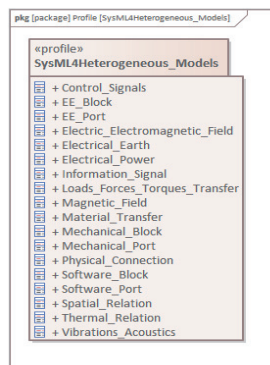 pkg [package] Profile [SysML4Heterogeneous_Models]
«profile»
SysML4Heterogeneous_Models
+ Control_Signals
+ EE_Block
+ EE_Port
+ Electric_Electromagnetic_Field
+ Electrical_Earth
+ Electrical_Power
+ Information_Signal
+ Loads_Forces_Torques_Transfer
+ Magnetic_Field
+ Material_Transfer
+ Mechanical_Block
+ Mechanical_Port
+ Physical_Connection
+ Software_Block
+ Software_Port
+ Spatial_Relation
+ Thermal_Relation
+ Vibrations_Acoustics